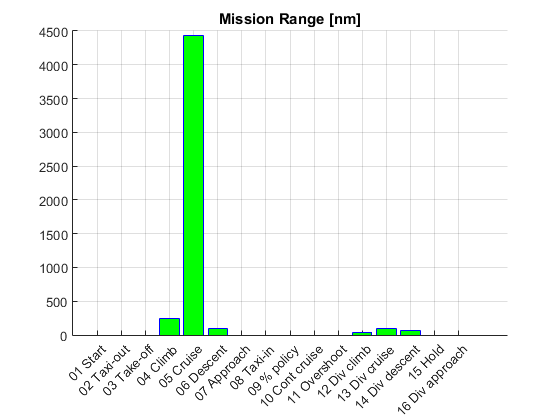 Mission Range [nm]
4500
4000
3500
3000
2500
2000
1500
1000
500
0
01 Start
02 Taxi-out
03 Take-off
04 Climb
05 Cruise
06 Descent
07 Approach
08 Taxi-in
09 % policy
10 Cont cruise
11 Overshoot
12 Div climb
13 Div cruise
14 Div descent
15 Hold
16 Div approach